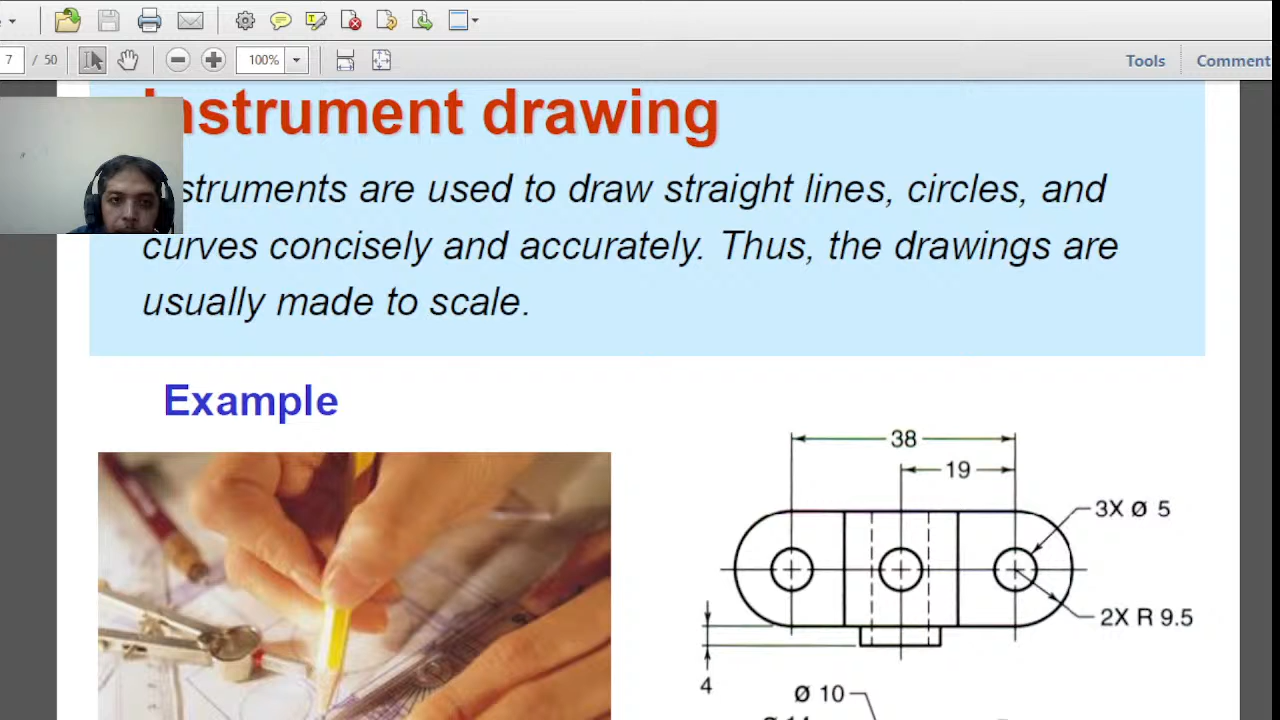 7 / 50
100%
Tools
Comment
Instrument drawing
struments are used to draw straight lines, circles, and
curves concisely and accurately. Thus, the drawings are
usually made to scale.
Example
38
19
3X Ø 5
2X R 9.5
4
Ø 10